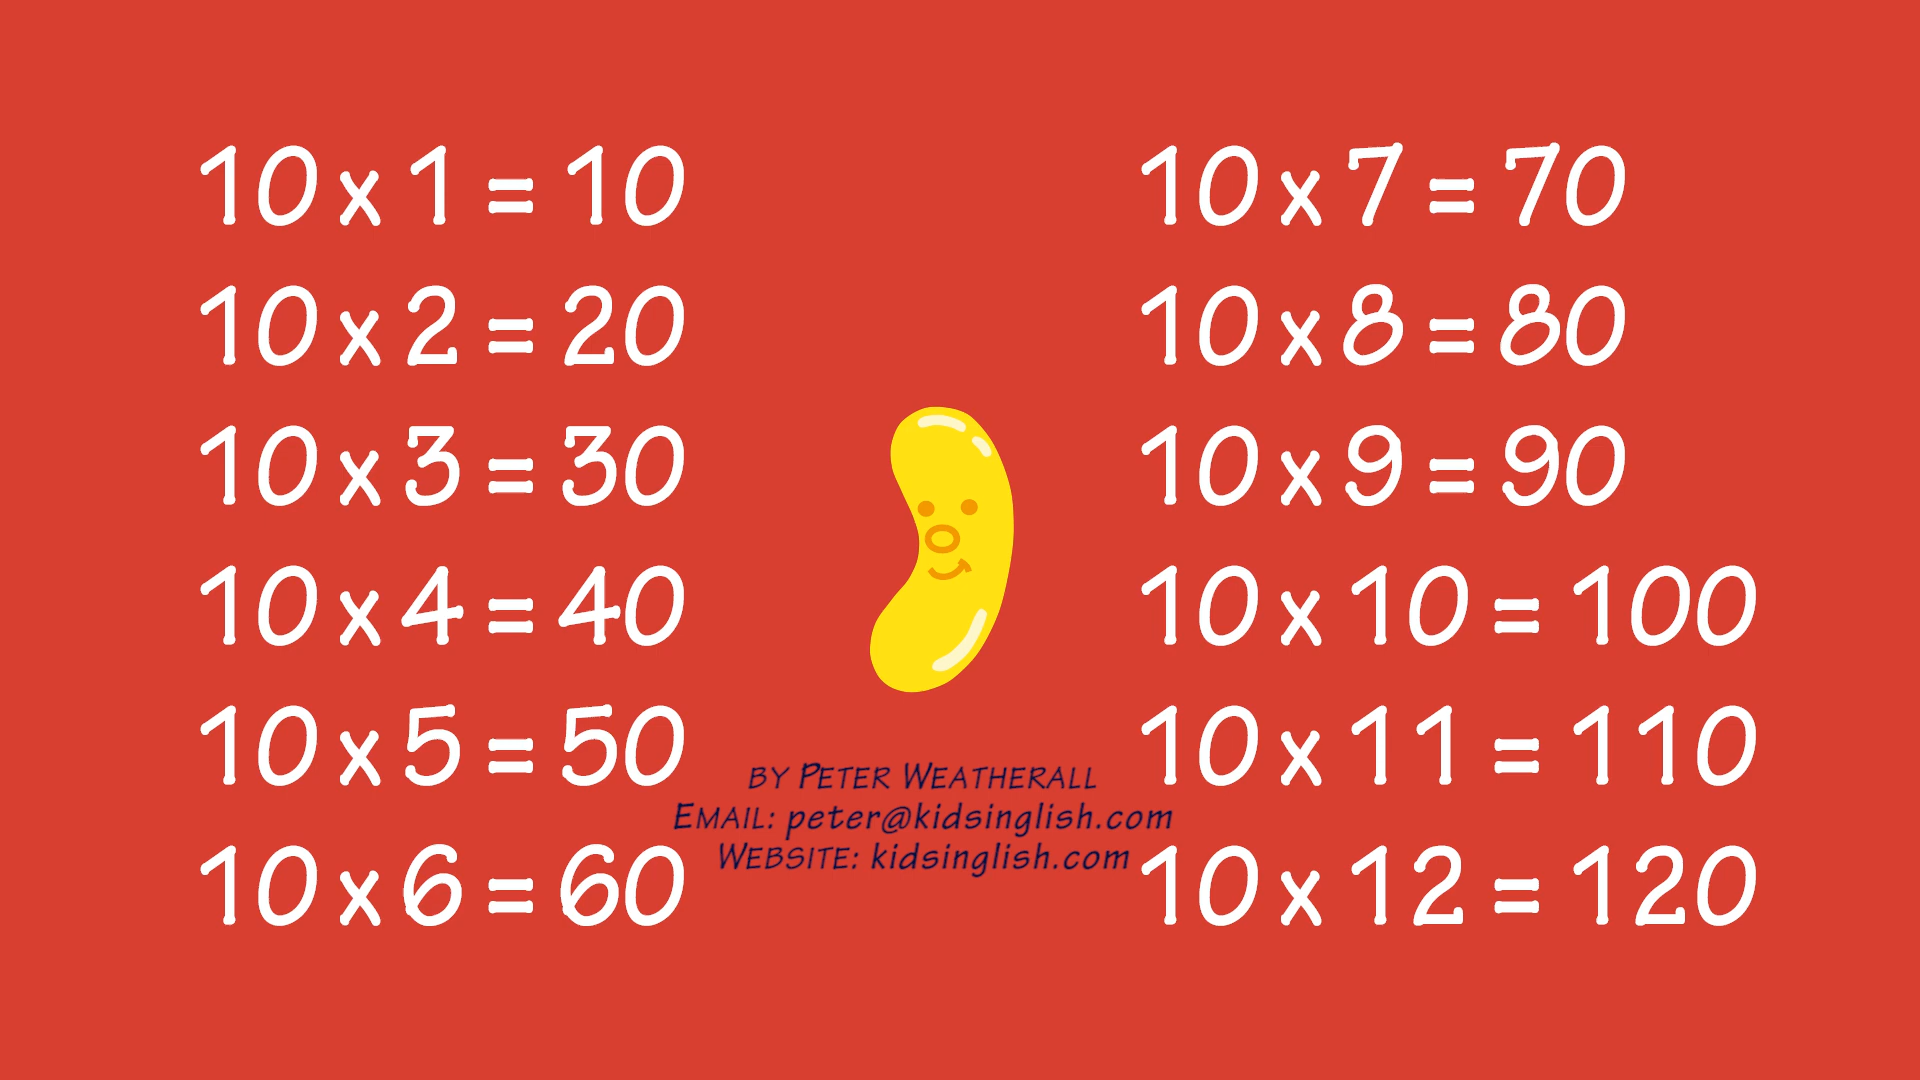 10 x 1 = 10
10 x 2 = 20
10 x 3 = 30
10 x 4 = 40
10 x 5 = 50
10 x 6 = 60
10 x 7 = 70
10 x 8 = 80
10 x 9 = 90
10 x 10 = 100
10 x 11 = 110
10 x 12 = 120
BY PETER WEATHERALL
EMAIL: peter@kidsinglish.com
WEBSITE: kidsinglish.com